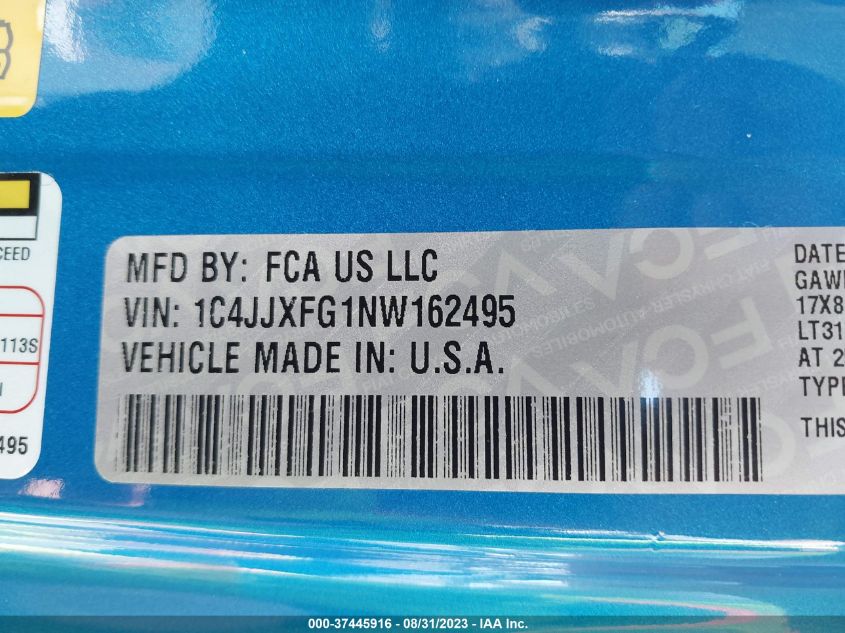 CEED
113S
495
MFD BY: FCA US LLC
VIN: 1C4JJXFG1NW162495
VEHICLE MADE IN: U.S.A.
DATE
GAW
17X8
LT31
AT 2
TYPE
THIS
000-37445916 - 08/31/2023 - IAA Inc.